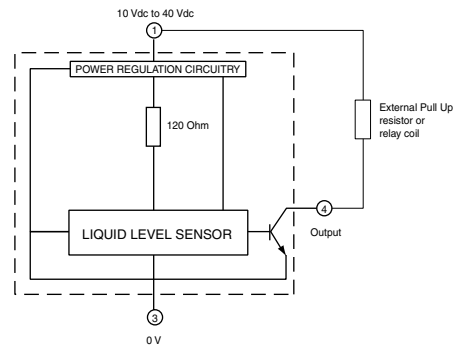 10 Vdc to 40 Vdc
1
POWER REGULATION CIRCUITRY
120 Ohm
External Pull Up
resistor or
relay coil
4
Output
LIQUID LEVEL SENSOR
3
0 V